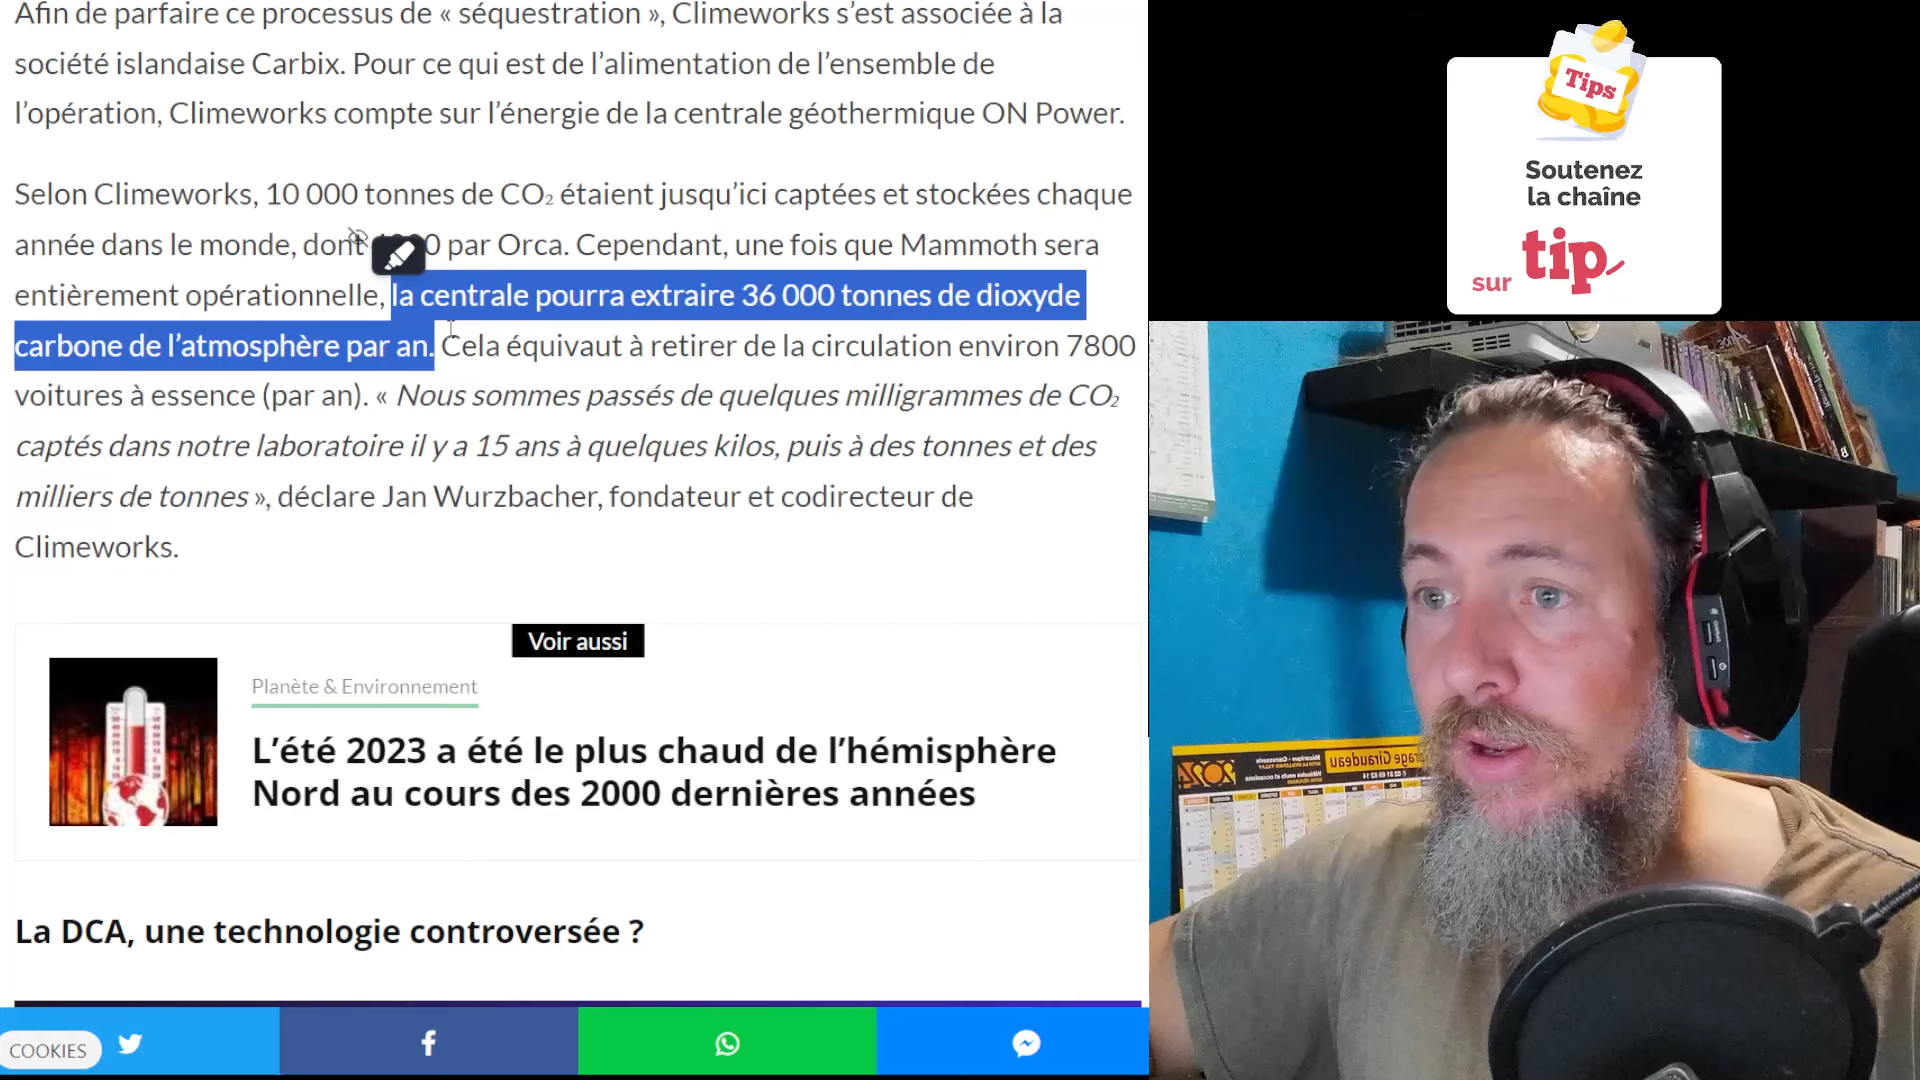 Afin de parfaire ce processus de « séquestration », Climeworks s’est associée à la
société islandaise Carbix. Pour ce qui est de l’alimentation de l’ensemble de
l’opération, Climeworks compte sur l’énergie de la centrale géothermique ON Power.
Selon Climeworks, 10 000 tonnes de CO₂ étaient jusqu’ici captées et stockées chaque
année dans le monde, dont par Orca. Cependant, une fois que Mammoth sera
entièrement opérationnelle, la centrale pourra extraire 36 000 tonnes de dioxyde
carbone de l’atmosphère par an. Cela équivaut à retirer de la circulation environ 7800
voitures à essence (par an). « Nous sommes passés de quelques milligrammes de CO₂
captés dans notre laboratoire il y a 15 ans à quelques kilos, puis à des tonnes et des
milliers de tonnes », déclare Jan Wurzbacher, fondateur et codirecteur de
Climeworks.
Voir aussi
Planète & Environnement
L’été 2023 a été le plus chaud de l’hémisphère
Nord au cours des 2000 dernières années
La DCA, une technologie controversée ?
COOKIES
Tips
Soutenez
la chaîne
sur tip
rage Giraudeau